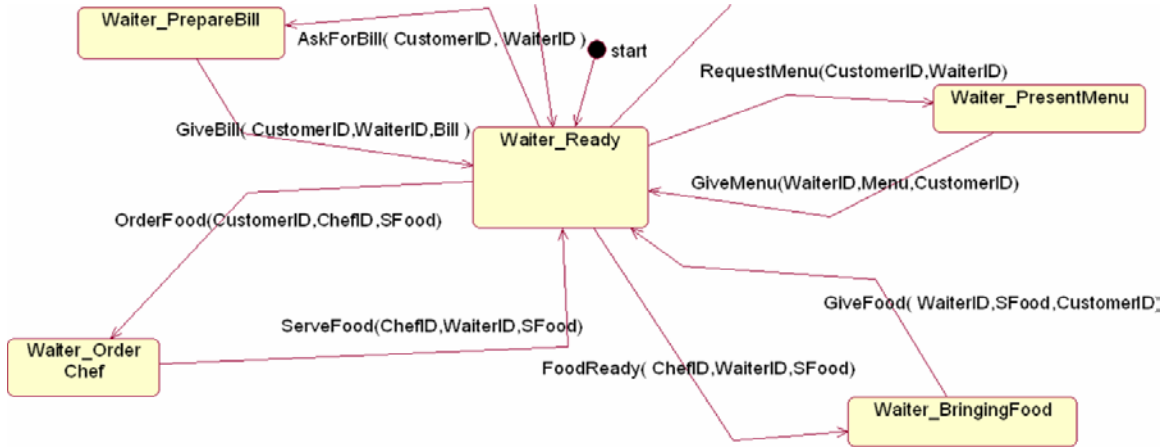 Waiter_PrepareBill
AskForBill( CustomerID, WaiterID )
start
RequestMenu(CustomerID,WaiterID)
Waiter_PresentMenu
GiveBill( CustomerID,WaiterID,Bill )
Waiter_Ready
GiveMenu(WaiterID,Menu,CustomerID)
OrderFood(CustomerID,ChefID,SFood)
GiveFood( WaiterID,SFood,CustomerID)
ServeFood(ChefID,WaiterID,SFood)
Waiter_Order
Chef
FoodReady( ChefID,WaiterID,SFood)
Waiter_BringingFood